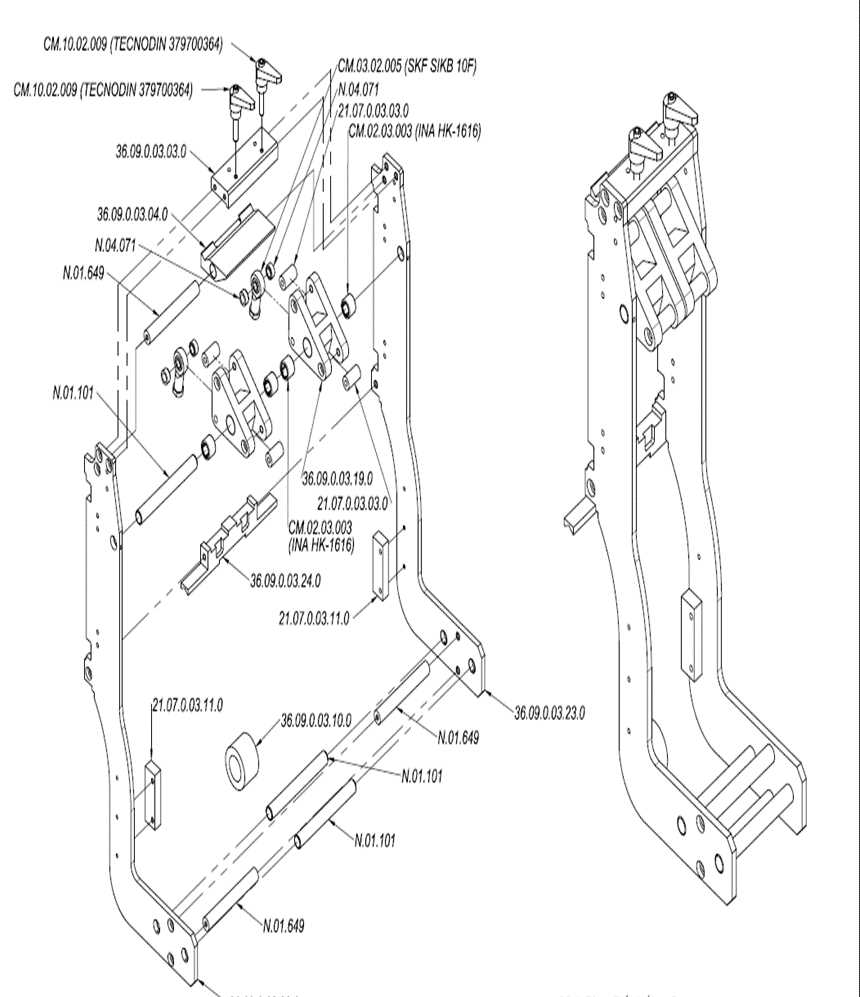 CM.10.02.009 (TECNODIN 379700364)
CM.10.02.009 (TECNODIN 379700364)
CM.03.02.005 (SKF SIKB 10F)
N.04.071
21.07.0.03.03.0
CM.02.03.003 (INA HK-1616)
36.09.0.03.03.0
36.09.0.03.04.0
N.04.071
N.01.649
N.01.101
36.09.0.03.19.0
21.07.0.03.03.0
CM.02.03.003
(INA HK-1616)
36.09.0.03.24.0
21.07.0.03.11.0
21.07.0.03.11.0
36.09.0.03.10.0
36.09.0.03.23.0
N.01.649
N.01.101
N.01.101
N.01.649